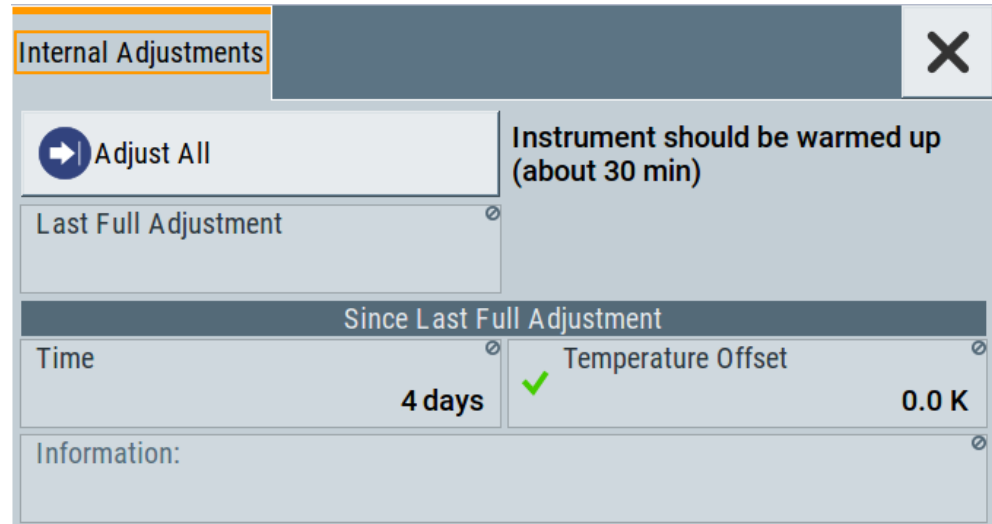 Internal Adjustments
Adjust All
Instrument should be warmed up
(about 30 min)
Last Full Adjustment
Since Last Full Adjustment
Time
4 days
Temperature Offset
0.0 K
Information: